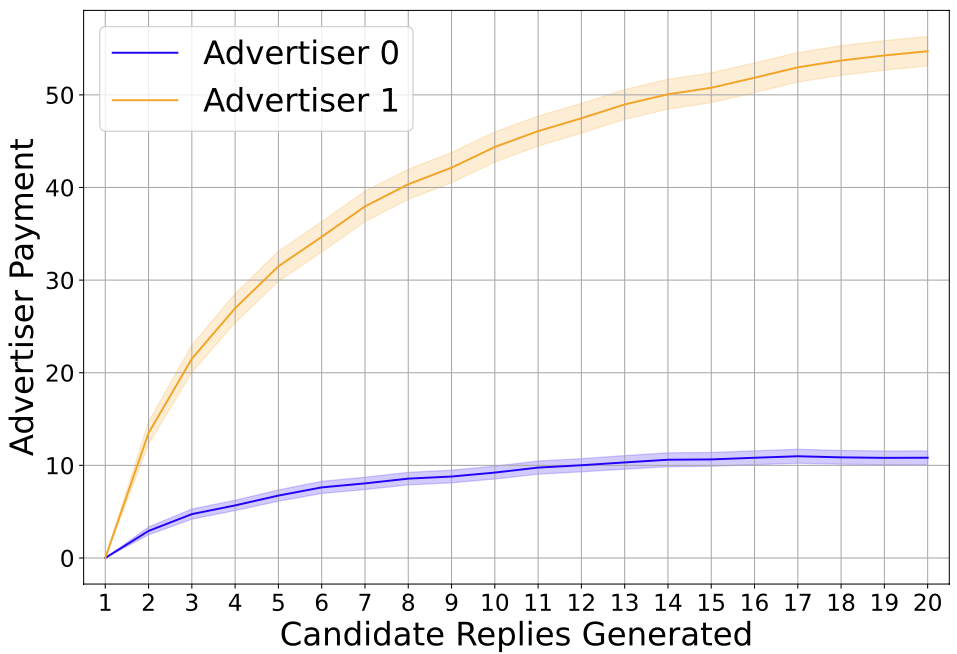 Advertiser 0
Advertiser 1
Advertiser Payment
50
40
30
20
10
0
1 2 3 4 5 6 7 8 9 10 11 12 13 14 15 16 17 18 19 20
Candidate Replies Generated